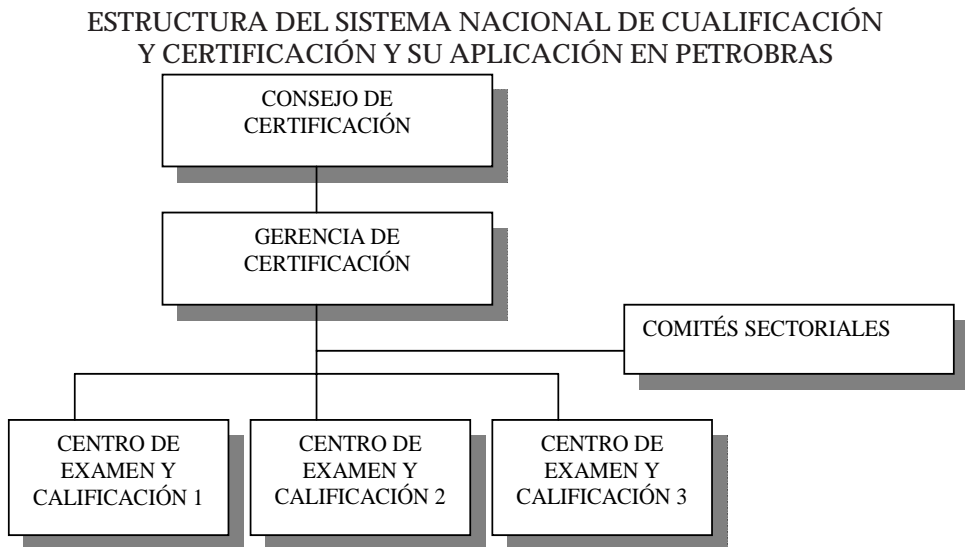 ESTRUCTURA DEL SISTEMA NACIONAL DE CUALIFICACIÓN
Y CERTIFICACIÓN Y SU APLICACIÓN EN PETROBRAS
CONSEJO DE
CERTIFICACIÓN
GERENCIA DE
CERTIFICACIÓN
COMITÉS SECTORIALES
CENTRO DE
EXAMEN Y
CALIFICACIÓN 1
CENTRO DE
EXAMEN Y
CALIFICACIÓN 2
CENTRO DE
EXAMEN Y
CALIFICACIÓN 3